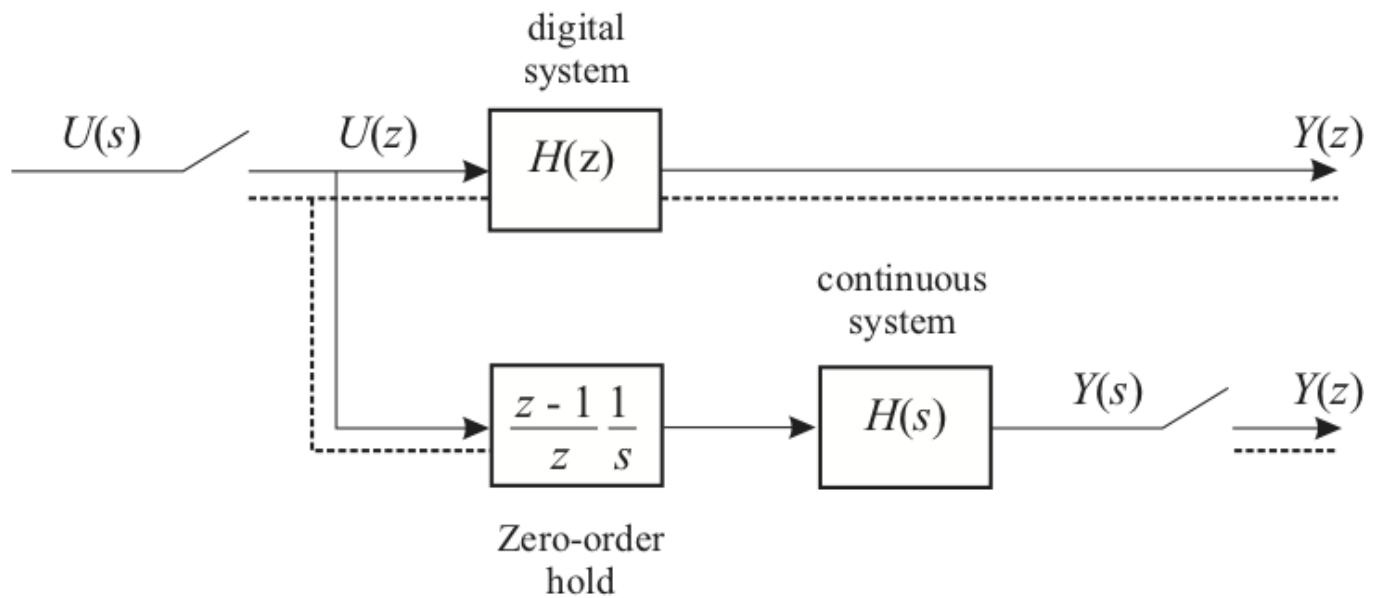 digital
system
U(s)
U(z)
H(z)
Y(z)
continuous
system
z - 1 1
z s
H(s)
Y(s)
Y(z)
Zero-order
hold